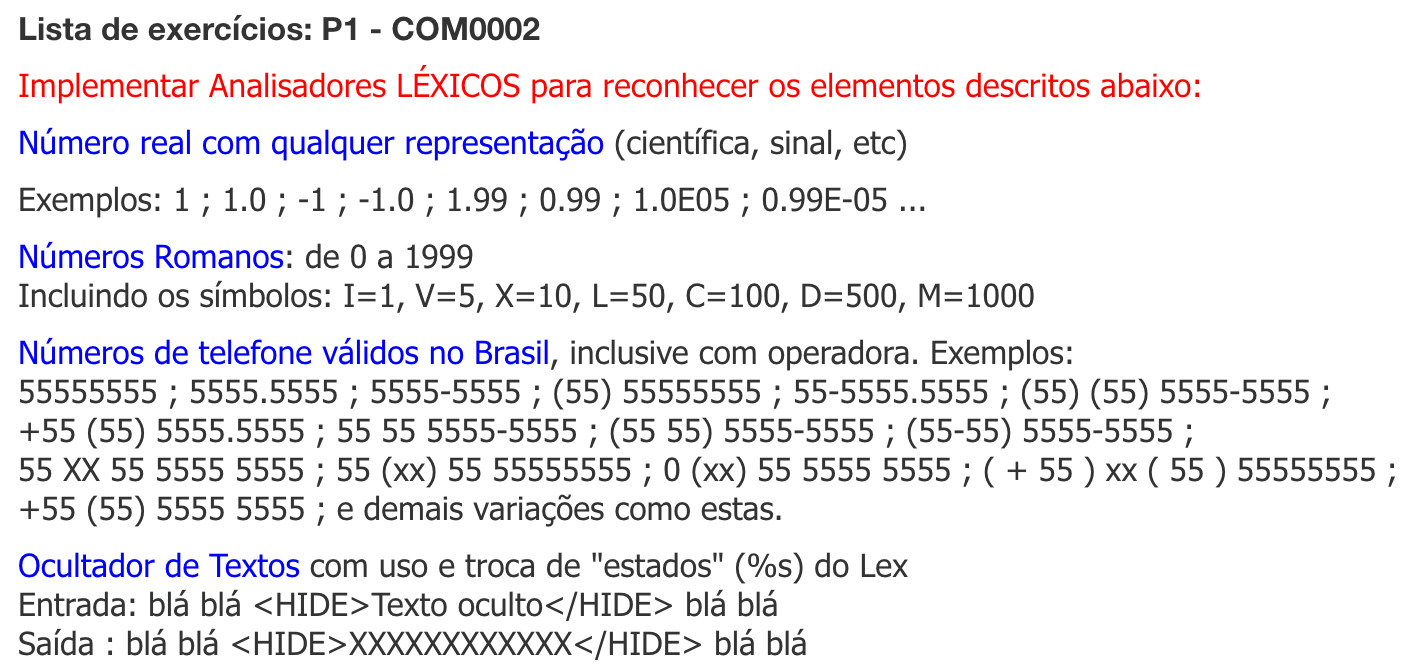 Lista de exercícios: P1 - COM0002
Implementar Analisadores LÉXICOS para reconhecer os elementos descritos abaixo:
Número real com qualquer representação (científica, sinal, etc)
Exemplos: 1 ; 1.0 ; -1 ; -1.0 ; 1.99 ; 0.99 ; 1.0E05 ; 0.99E-05 ...
Números Romanos: de 0 a 1999
Incluindo os símbolos: I=1, V=5, X=10, L=50, C=100, D=500, M=1000
Números de telefone válidos no Brasil, inclusive com operadora. Exemplos:
55555555 ; 5555.5555 ; 5555-5555 ; (55) 55555555 ; 55-5555.5555 ; (55) (55) 5555-5555 ;
+55 (55) 5555.5555 ; 55 55 5555-5555 ; (55 55) 5555-5555 ; (55-55) 5555-5555 ;
55 XX 55 5555 5555 ; 55 (xx) 55 55555555 ; 0 (xx) 55 5555 5555 ; ( + 55 ) xx ( 55 ) 55555555 ;
+55 (55) 5555 5555 ; e demais variações como estas.
Ocultador de Textos com uso e troca de "estados" (%s) do Lex
Entrada: blá blá <HIDE>Texto oculto</HIDE> blá blá
Saída : blá blá <HIDE>XXXXXXXXXXXX</HIDE> blá blá